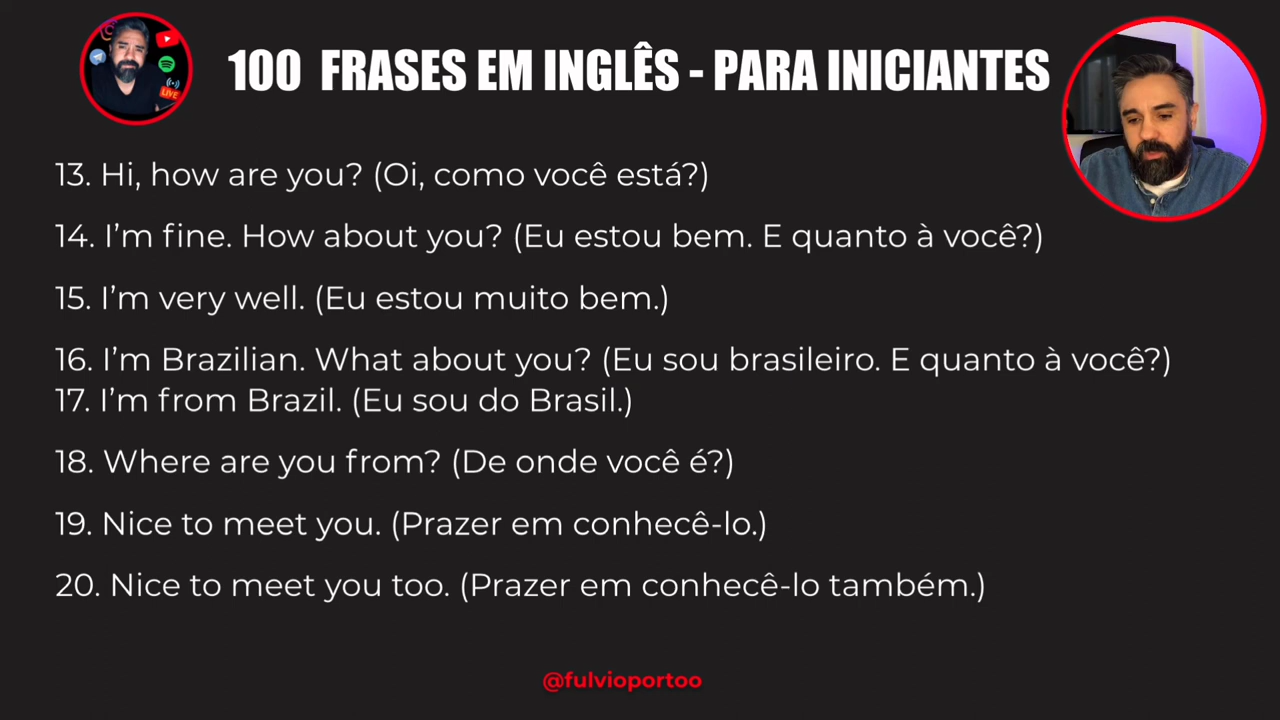 100 FRASES EM INGLÊS - PARA INICIANTES
LIVE
13. Hi, how are you? (Oi, como você está?)
14. I’m fine. How about you? (Eu estou bem. E quanto à você?)
15. I’m very well. (Eu estou muito bem.)
16. I’m Brazilian. What about you? (Eu sou brasileiro. E quanto à você?)
17. I’m from Brazil. (Eu sou do Brasil.)
18. Where are you from? (De onde você é?)
19. Nice to meet you. (Prazer em conhecê-lo.)
20. Nice to meet you too. (Prazer em conhecê-lo também.)
@fulvioportoo